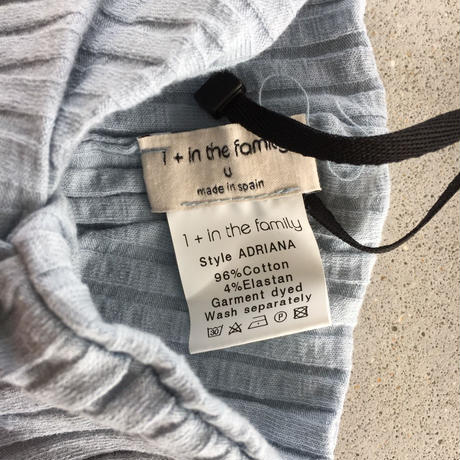 1 + in the family
u
made in spain
1 + in the family
Style ADRIANA
96%Cotton
4%Elastan
Garment dyed
Wash separately
30 P